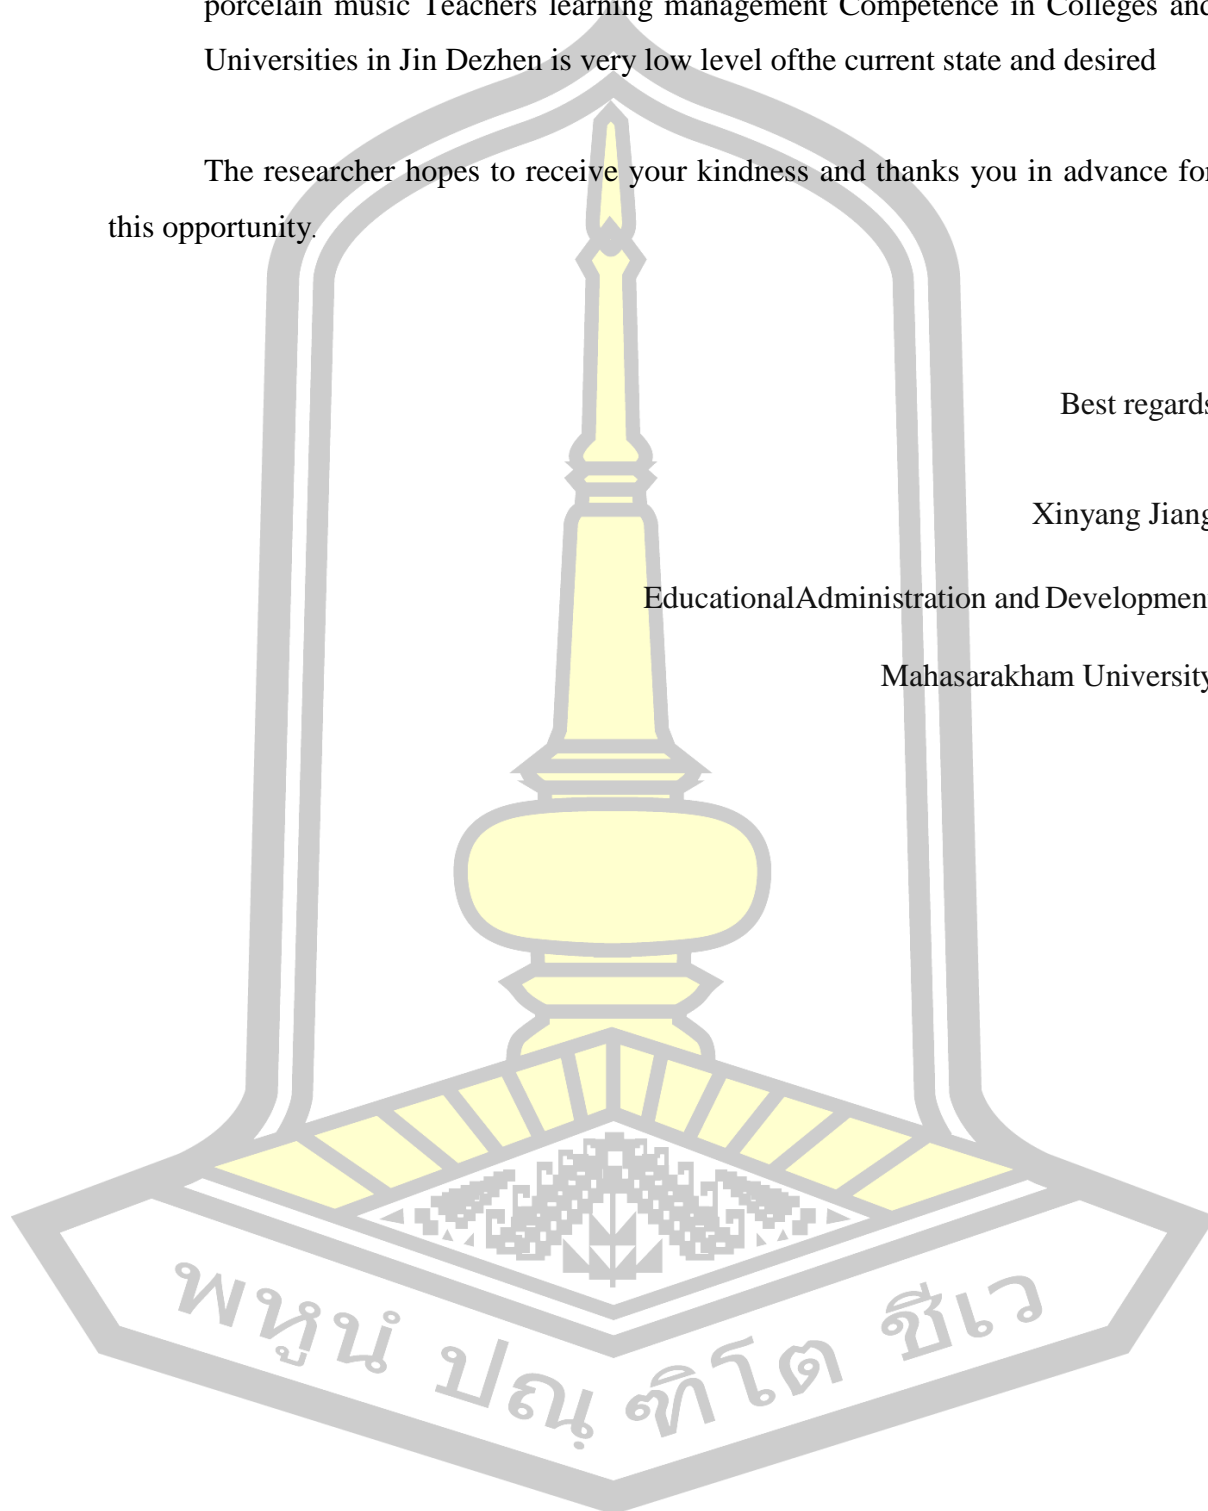 porcelain music Teachers learning management Competence in Colleges and
Universities in Jin Dezhen is very low level ofthe current state and desired
The researcher hopes to receive your kindness and thanks you in advance for
this opportunity.
Best regards
Xinyang Jiang
EducationalAdministration and Development
Mahasarakham University
พหูนํ ปณฺฑิโต ชีเว